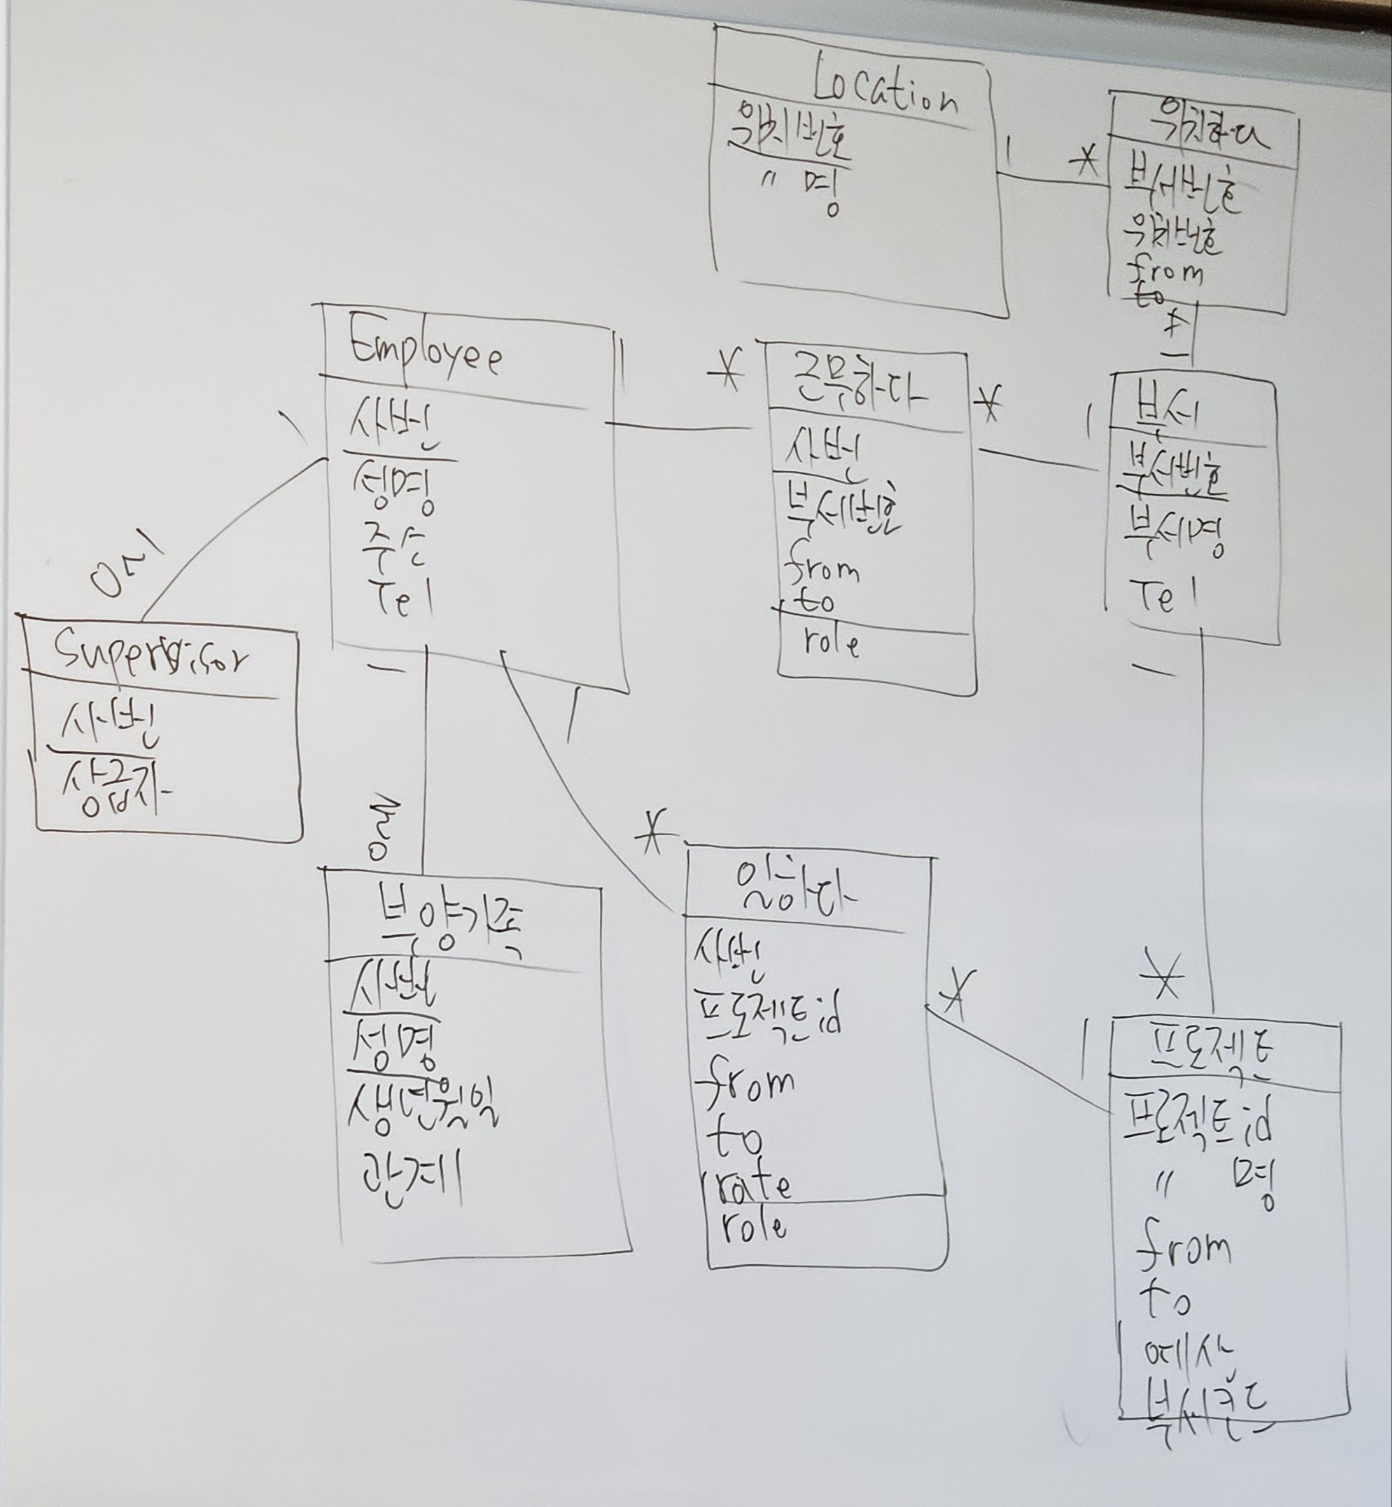 Location
위치번호
〃 명
1
*
위치하다
부서번호
위치번호
from
to
*
1
Employee
사번
성명
주소
Tel
1
*
근무하다
사번
부서번호
from
to
role
*
1
부서
부서번호
부서명
Tel
1
*
1
0~1
Supervisor
사번
상급자
1
0~*
부양가족
사번
성명
생년월일
관계
1
*
일하다
사번
프로젝트id
from
to
rate
role
*
1
프로젝트
프로젝트id
〃 명
from
to
예산